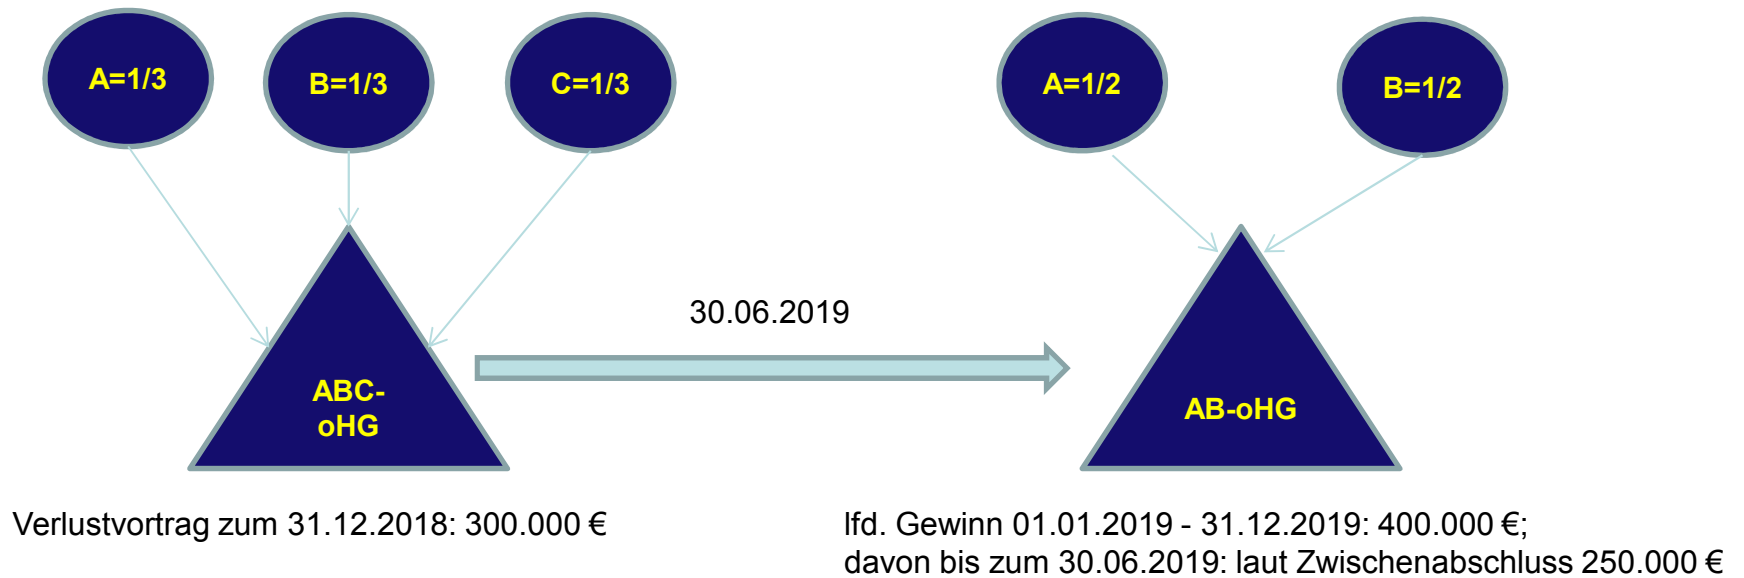 A=1/3
B=1/3
C=1/3
A=1/2
B=1/2
30.06.2019
ABC-
oHG
AB-oHG
Verlustvortrag zum 31.12.2018: 300.000 €
lfd. Gewinn 01.01.2019 - 31.12.2019: 400.000 €;
davon bis zum 30.06.2019: laut Zwischenabschluss 250.000 €